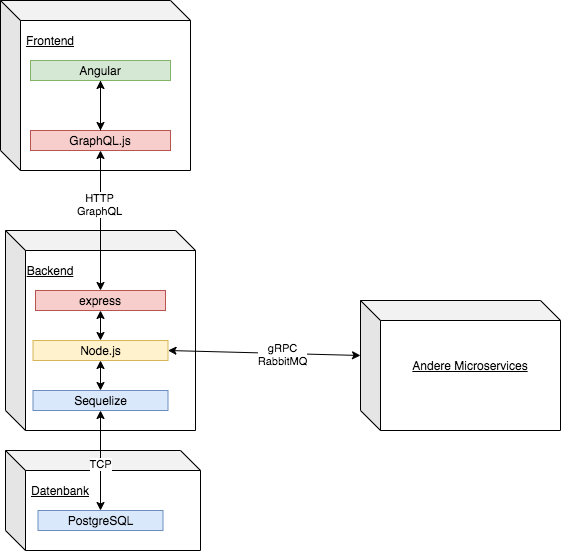 Frontend
Angular
GraphQL.js
HTTP
GraphQL
Backend
express
Node.js
gRPC
RabbitMQ
Andere Microservices
Sequelize
TCP
Datenbank
PostgreSQL